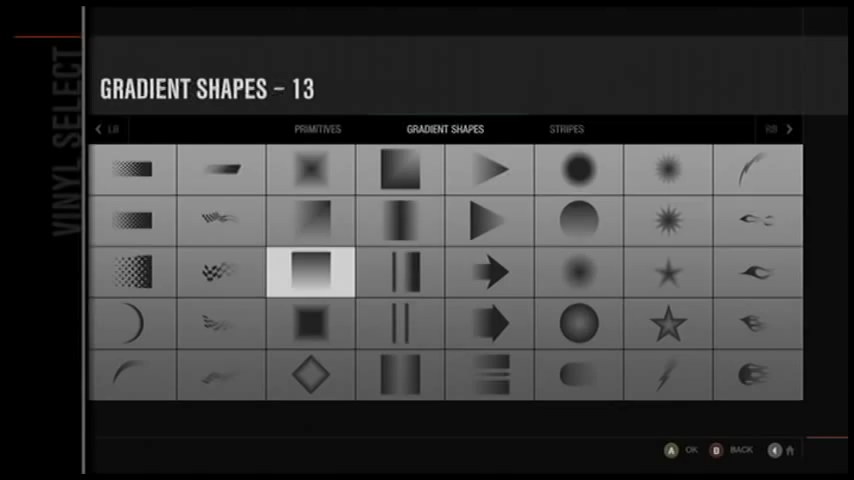 VINYL SELECT
GRADIENT SHAPES – 13
LB PRIMITIVES GRADIENT SHAPES STRIPES RB
A OK B BACK